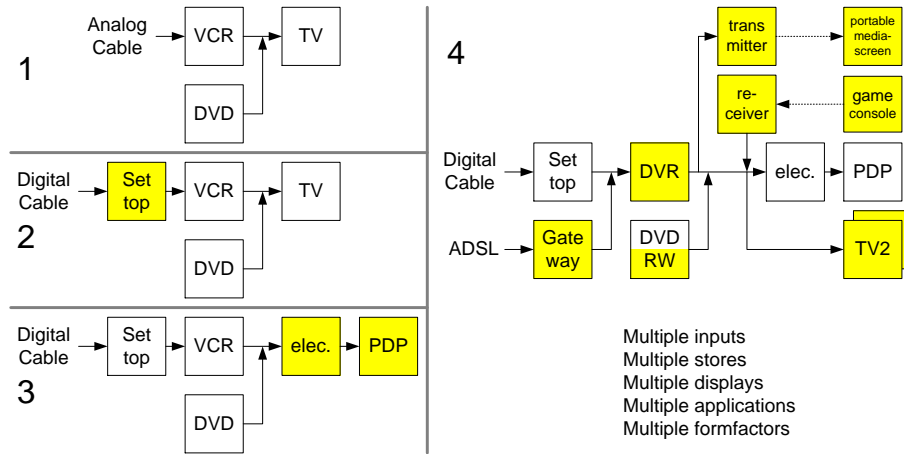 1
Analog
Cable
VCR
TV
DVD
2
Digital
Cable
Set
top
VCR
TV
DVD
3
Digital
Cable
Set
top
VCR
elec.
PDP
DVD
4
trans
mitter
portable
media-
screen
re-
ceiver
game
console
Digital
Cable
Set
top
DVR
elec.
PDP
ADSL
Gate
way
DVD
RW
TV2
Multiple inputs
Multiple stores
Multiple displays
Multiple applications
Multiple formfactors